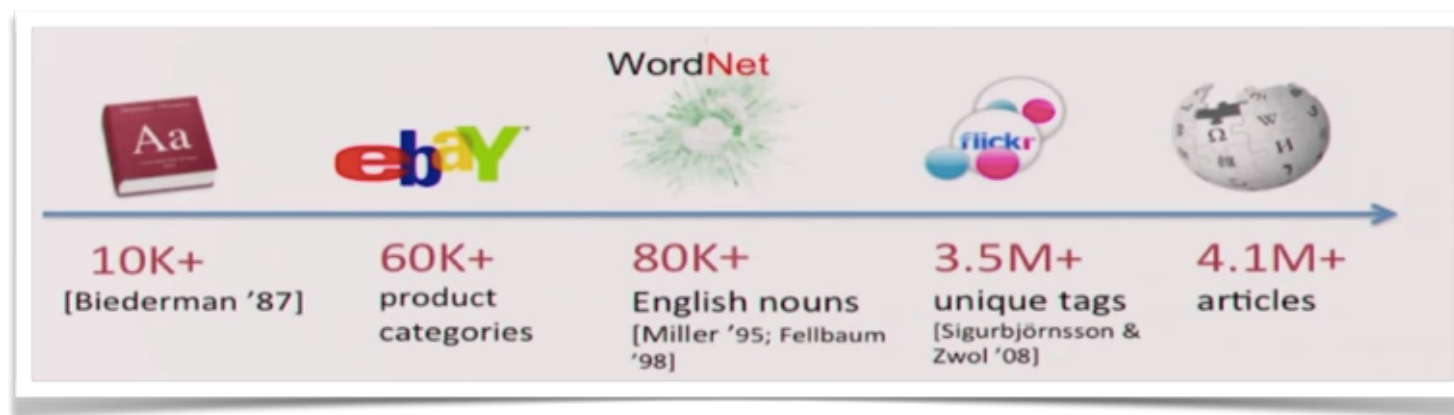 WordNet
Aa
ebaY
flickr
Ω
W
И
10K+
[Biederman ’87]
60K+
product
categories
80K+
English nouns
[Miller ’95; Fellbaum
’98]
3.5M+
unique tags
[Sigurbjörnsson &
Zwol ’08]
4.1M+
articles